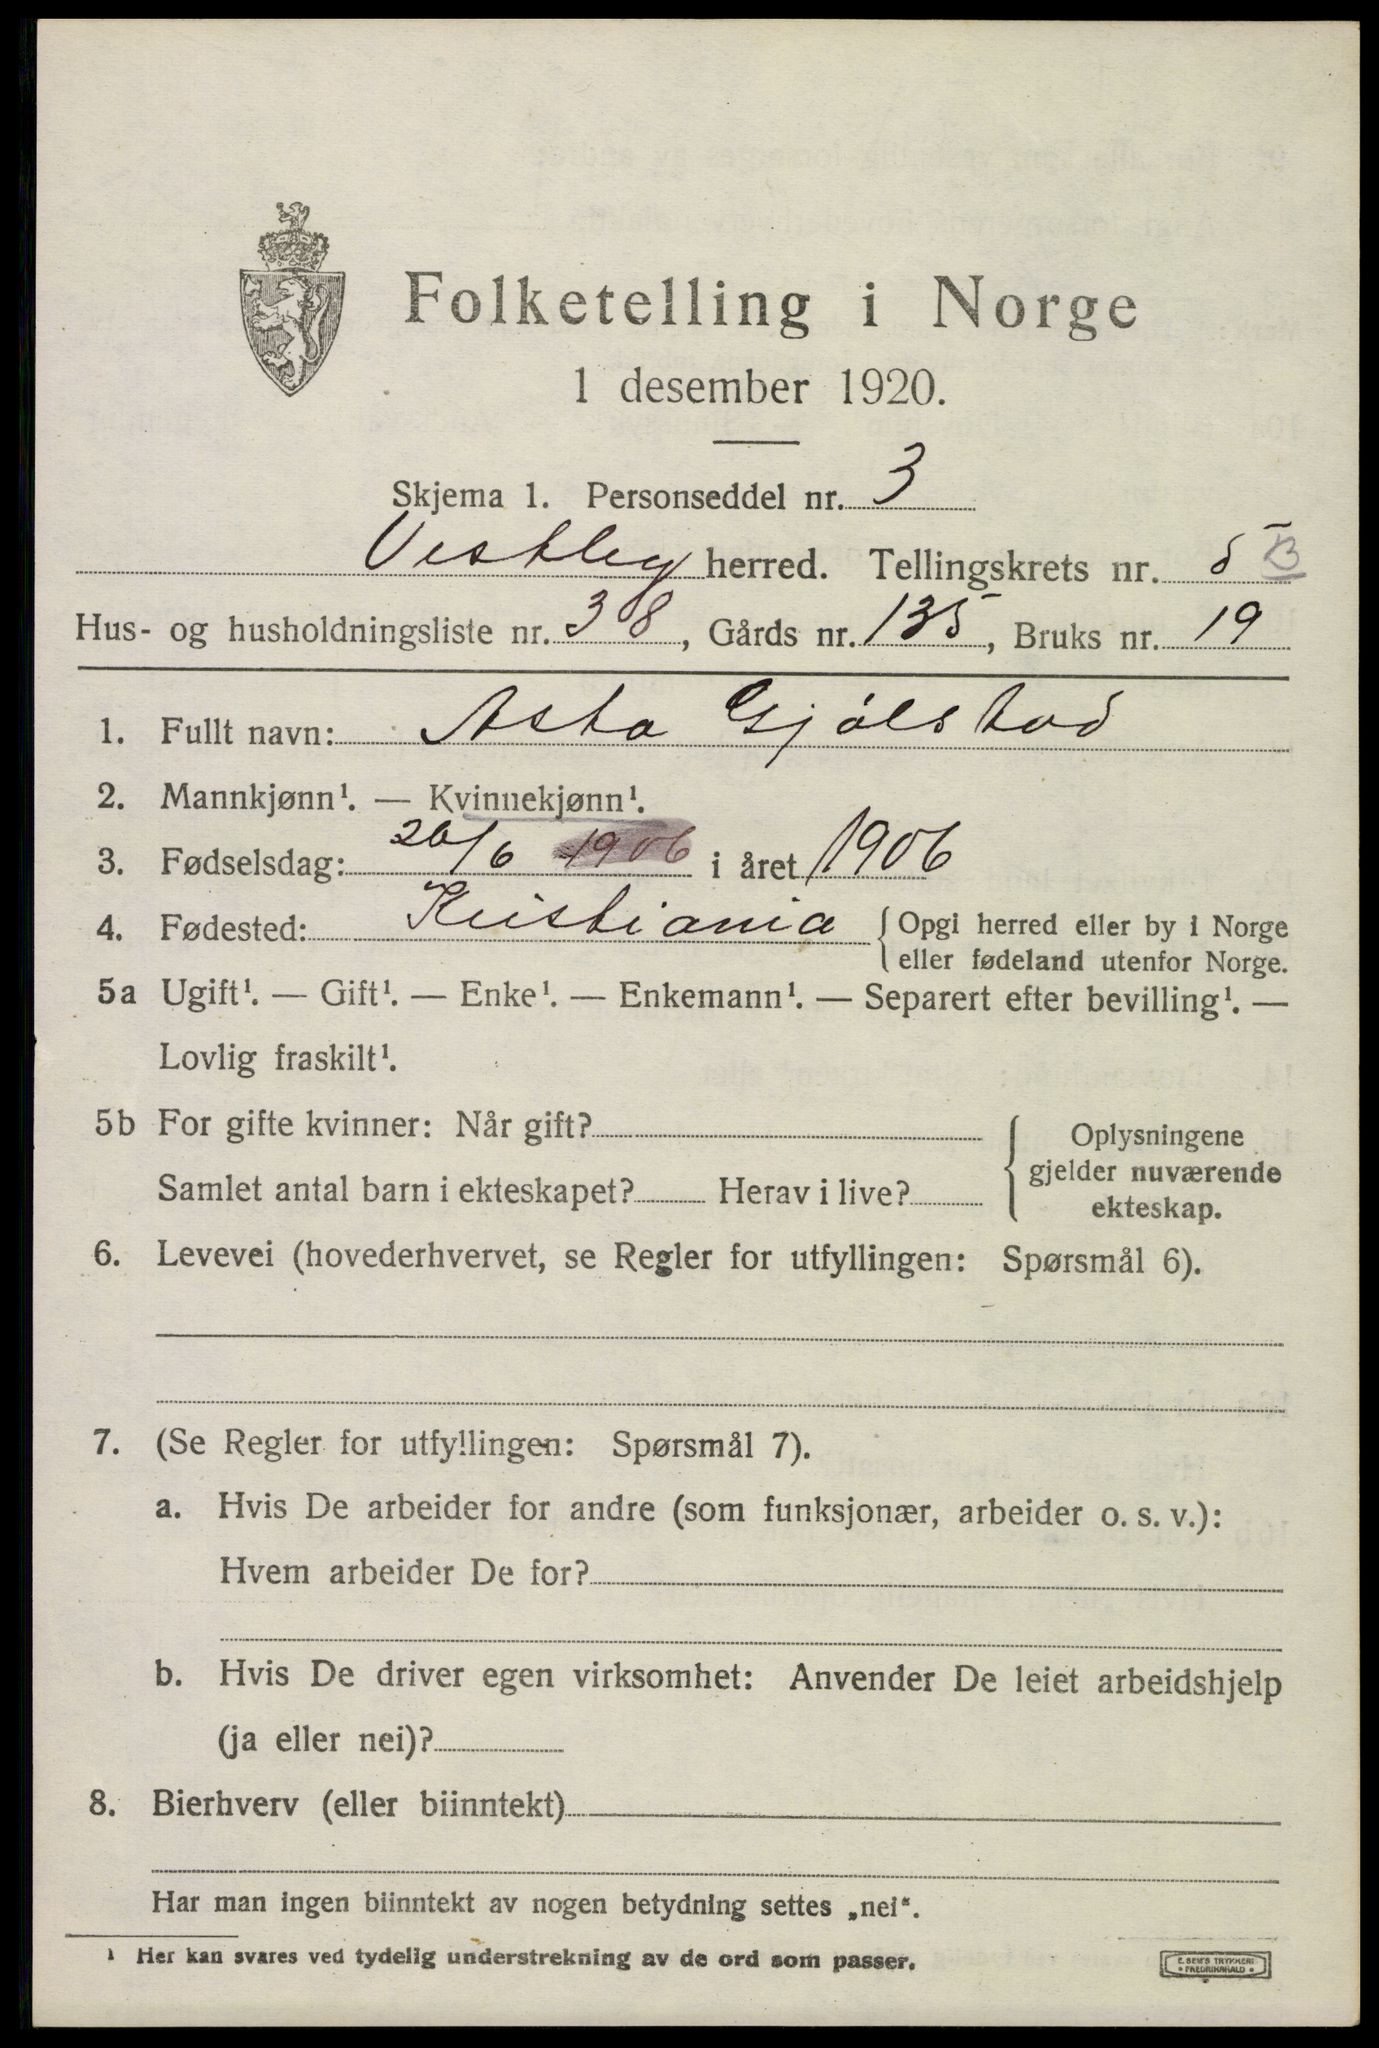 Folketelling i Norge
1 desember 1920.
Skjema 1. Personseddel nr. 3
Vestby herred. Tellingskrets nr. 5 B
Hus- og husholdningsliste nr. 38, Gårds nr. 135, Bruks nr. 19
1. Fullt navn: Asta Gjølstad
2. Mannkjønn¹. — Kvinnekjønn¹.
3. Fødselsdag: 26/6 1906 i året 1906
4. Fødested: Kristiania { Opgi herred eller by i Norge
eller fødeland utenfor Norge.
5a Ugift¹. — Gift¹. — Enke¹. — Enkemann¹. — Separert efter bevilling¹. —
Lovlig fraskilt¹.
5b For gifte kvinner: Når gift?
Samlet antal barn i ekteskapet? Herav i live?
{ Oplysningene
gjelder nuværende
ekteskap.
6. Levevei (hovederhvervet, se Regler for utfyllingen: Spørsmål 6).
7. (Se Regler for utfyllingen: Spørsmål 7).
a. Hvis De arbeider for andre (som funksjonær, arbeider o. s. v.):
Hvem arbeider De for?
b. Hvis De driver egen virksomhet: Anvender De leiet arbeidshjelp
(ja eller nei)?
8. Bierhverv (eller biinntekt)
Har man ingen biinntekt av nogen betydning settes „nei“.
¹ Her kan svares ved tydelig understrekning av de ord som passer.
E. SEM'S TRYKKERI
• FREDRIKSHALD •